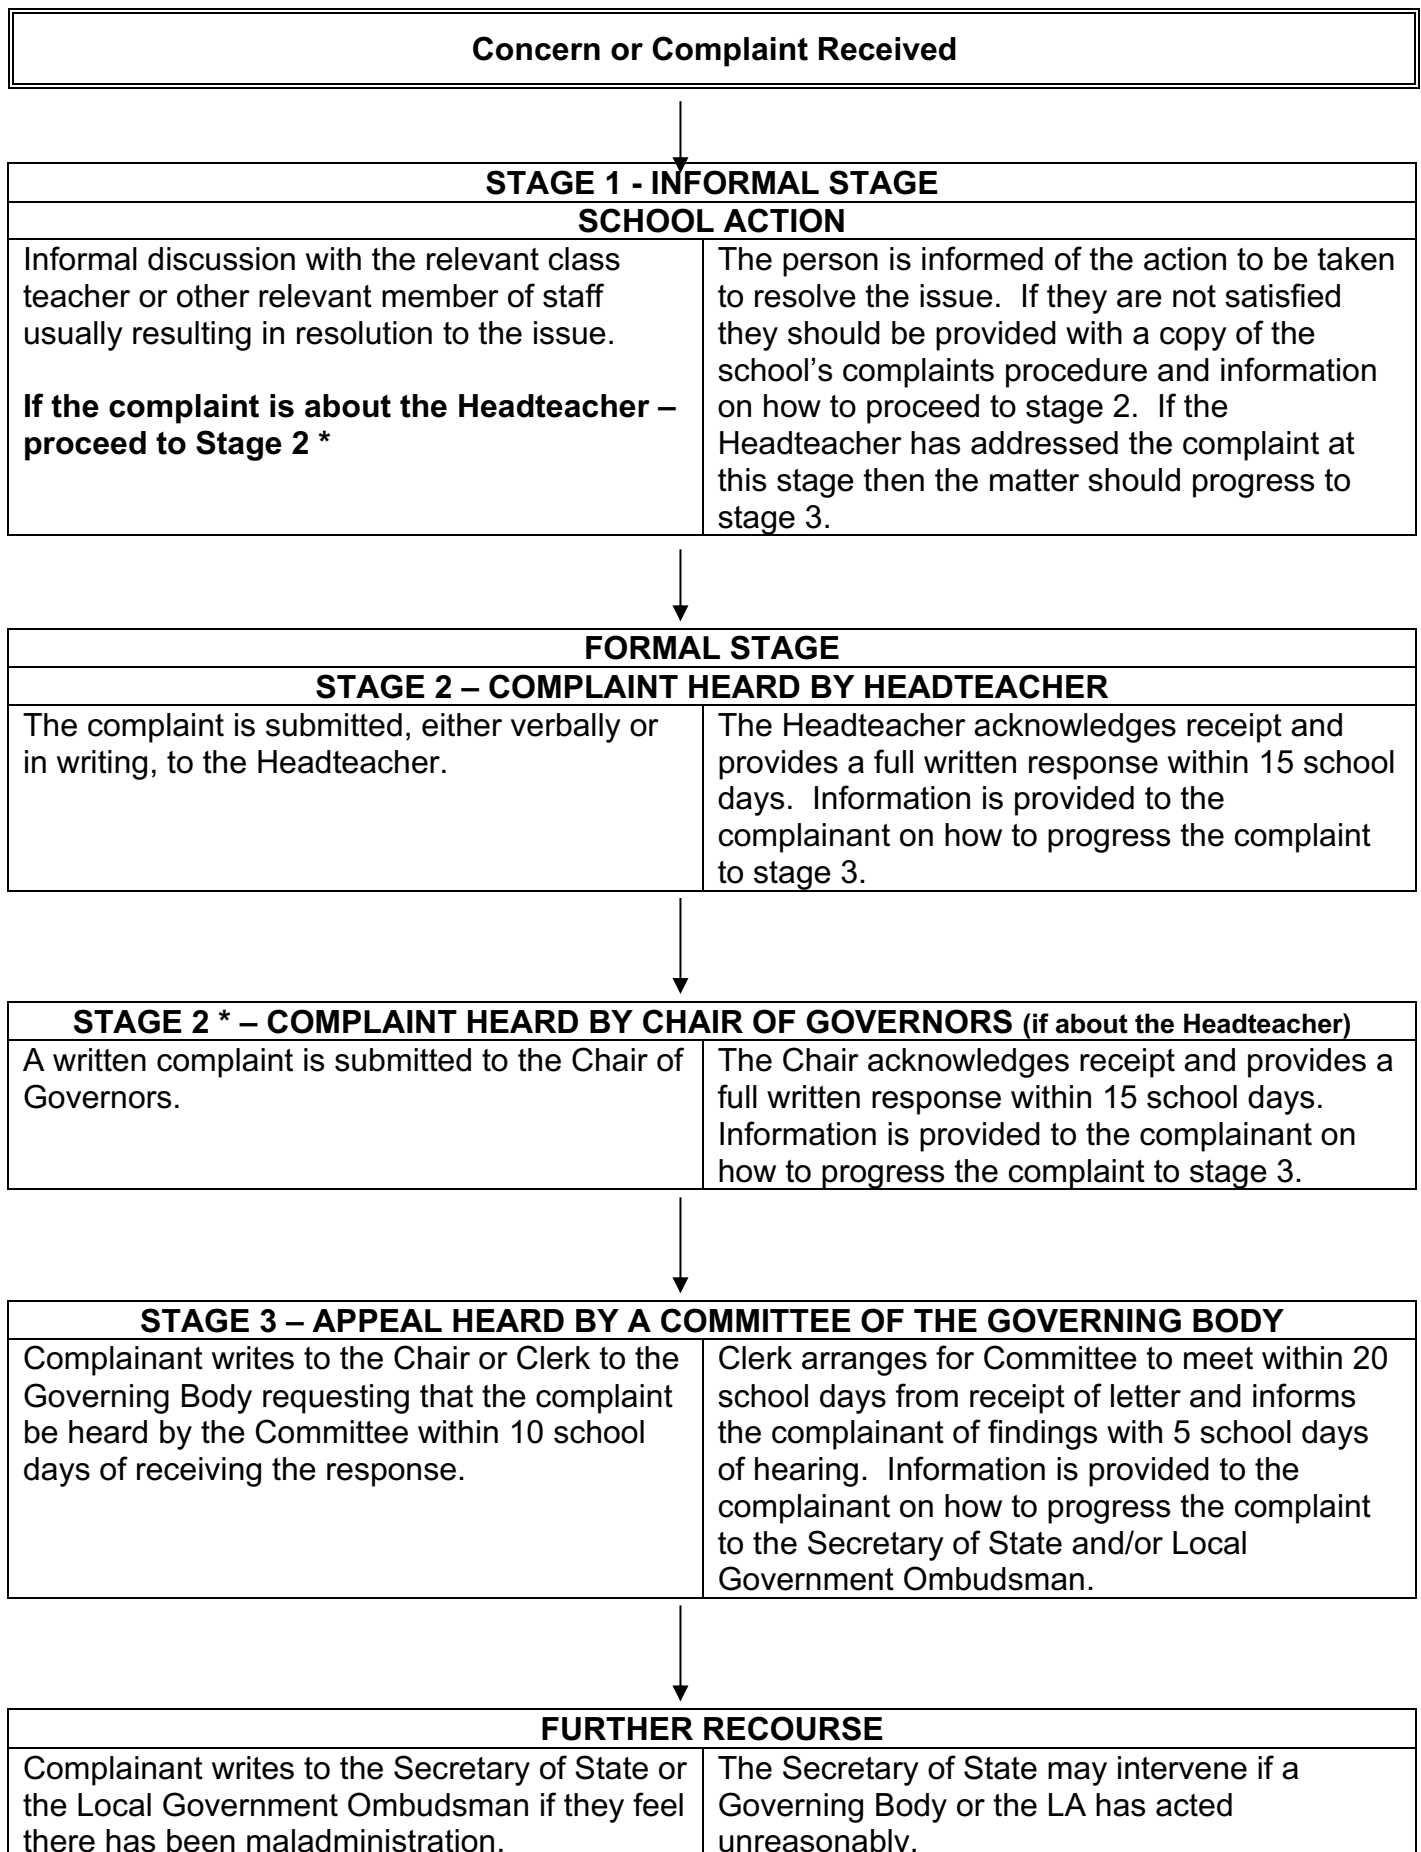 Concern or Complaint Received
STAGE 1 - INFORMAL STAGE
SCHOOL ACTION
Informal discussion with the relevant class
teacher or other relevant member of staff
usually resulting in resolution to the issue.
If the complaint is about the Headteacher –
proceed to Stage 2 *
The person is informed of the action to be taken
to resolve the issue.  If they are not satisfied
they should be provided with a copy of the
school’s complaints procedure and information
on how to proceed to stage 2.  If the
Headteacher has addressed the complaint at
this stage then the matter should progress to
stage 3.
FORMAL STAGE
STAGE 2 – COMPLAINT HEARD BY HEADTEACHER
The complaint is submitted, either verbally or
in writing, to the Headteacher.
The Headteacher acknowledges receipt and
provides a full written response within 15 school
days.  Information is provided to the
complainant on how to progress the complaint
to stage 3.
STAGE 2 * – COMPLAINT HEARD BY CHAIR OF GOVERNORS (if about the Headteacher)
A written complaint is submitted to the Chair of
Governors.
The Chair acknowledges receipt and provides a
full written response within 15 school days.
Information is provided to the complainant on
how to progress the complaint to stage 3.
STAGE 3 – APPEAL HEARD BY A COMMITTEE OF THE GOVERNING BODY
Complainant writes to the Chair or Clerk to the
Governing Body requesting that the complaint
be heard by the Committee within 10 school
days of receiving the response.
Clerk arranges for Committee to meet within 20
school days from receipt of letter and informs
the complainant of findings with 5 school days
of hearing.  Information is provided to the
complainant on how to progress the complaint
to the Secretary of State and/or Local
Government Ombudsman.
FURTHER RECOURSE
Complainant writes to the Secretary of State or
the Local Government Ombudsman if they feel
there has been maladministration.
The Secretary of State may intervene if a
Governing Body or the LA has acted
unreasonably.